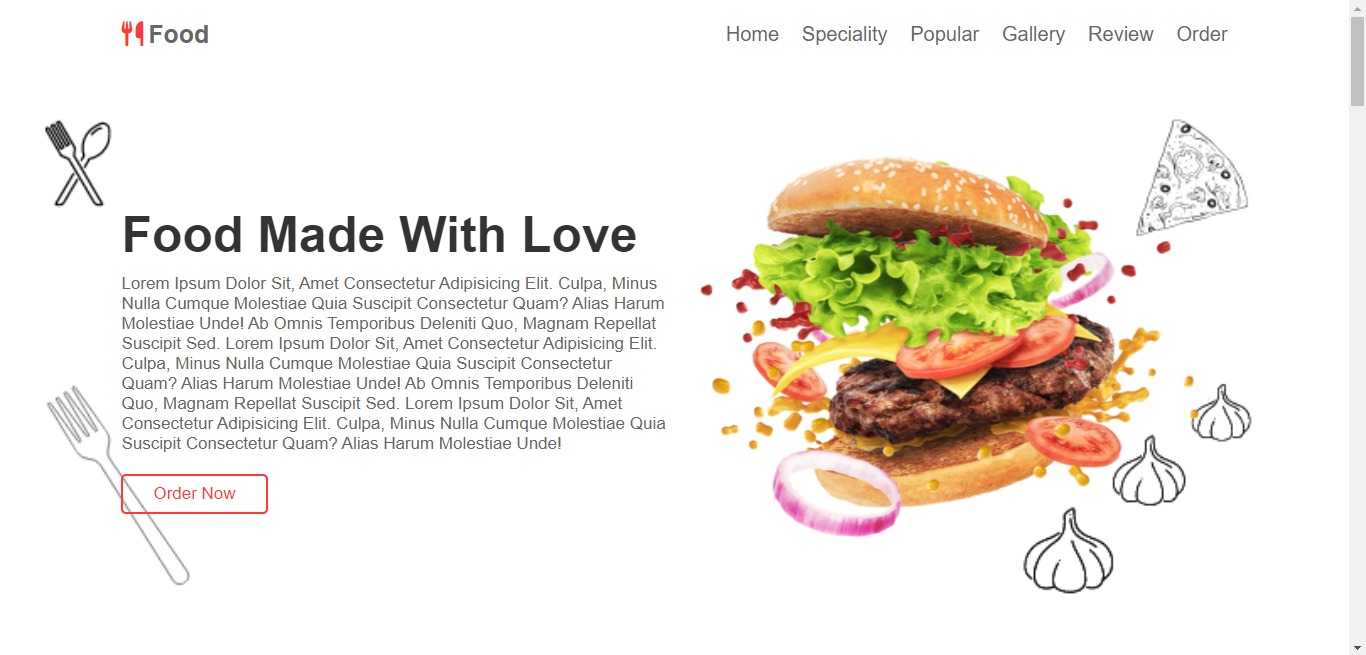 Food
Home Speciality Popular Gallery Review Order
Food Made With Love
Lorem Ipsum Dolor Sit, Amet Consectetur Adipisicing Elit. Culpa, Minus
Nulla Cumque Molestiae Quia Suscipit Consectetur Quam? Alias Harum
Molestiae Unde! Ab Omnis Temporibus Deleniti Quo, Magnam Repellat
Suscipit Sed. Lorem Ipsum Dolor Sit, Amet Consectetur Adipisicing Elit.
Culpa, Minus Nulla Cumque Molestiae Quia Suscipit Consectetur
Quam? Alias Harum Molestiae Unde! Ab Omnis Temporibus Deleniti
Quo, Magnam Repellat Suscipit Sed. Lorem Ipsum Dolor Sit, Amet
Consectetur Adipisicing Elit. Culpa, Minus Nulla Cumque Molestiae Quia
Suscipit Consectetur Quam? Alias Harum Molestiae Unde!
Order Now